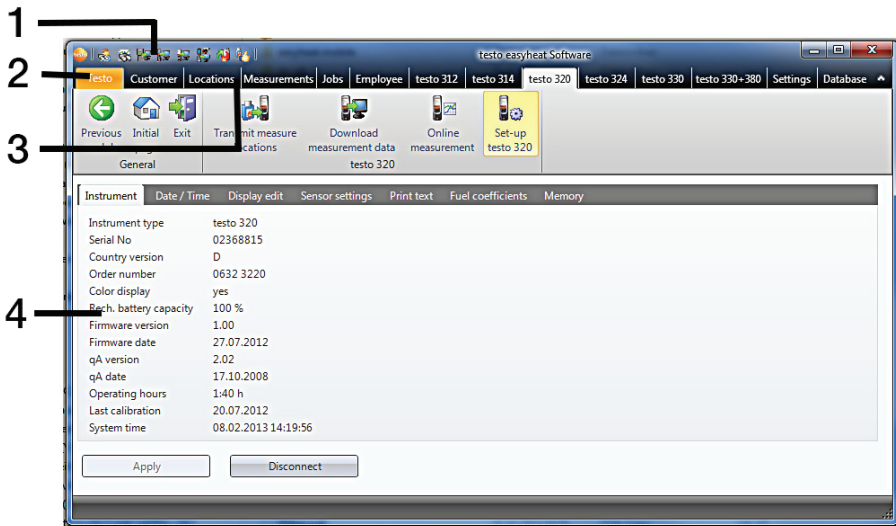 1
testo easyheat Software
2
Testo Customer Locations Measurements Jobs Employee testo 312 testo 314 testo 320 testo 324 testo 330 testo 330+380 Settings Database
3
Previous Initial Exit Transmit measure Download Online Set-up
locations measurement data measurement testo 320
General testo 320
Instrument Date / Time Display edit Sensor settings Print text Fuel coefficients Memory
Instrument type testo 320
Serial No 02368815
Country version D
Order number 0632 3220
Color display yes
4
Rech. battery capacity 100 %
Firmware version 1.00
Firmware date 27.07.2012
qA version 2.02
qA date 17.10.2008
Operating hours 1:40 h
Last calibration 20.07.2012
System time 08.02.2013 14:19:56
Apply Disconnect